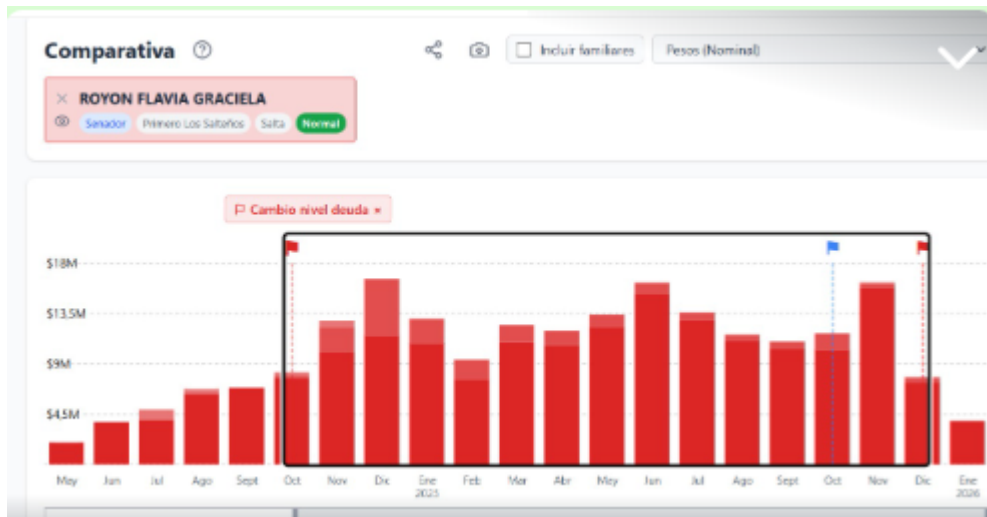 Comparativa
Incluir familiares
Pesos (Nominal)
ROYON FLAVIA GRACIELA
Senador Primero Los Salteños Salta Normal
Cambio nivel deuda ×
$18M
$13.5M
$9M
$4.5M
May Jun Jul Ago Sept Oct Nov Dic Ene Feb Mar Abr May Jun Jul Ago Sept Oct Nov Dic Ene
2025 2026